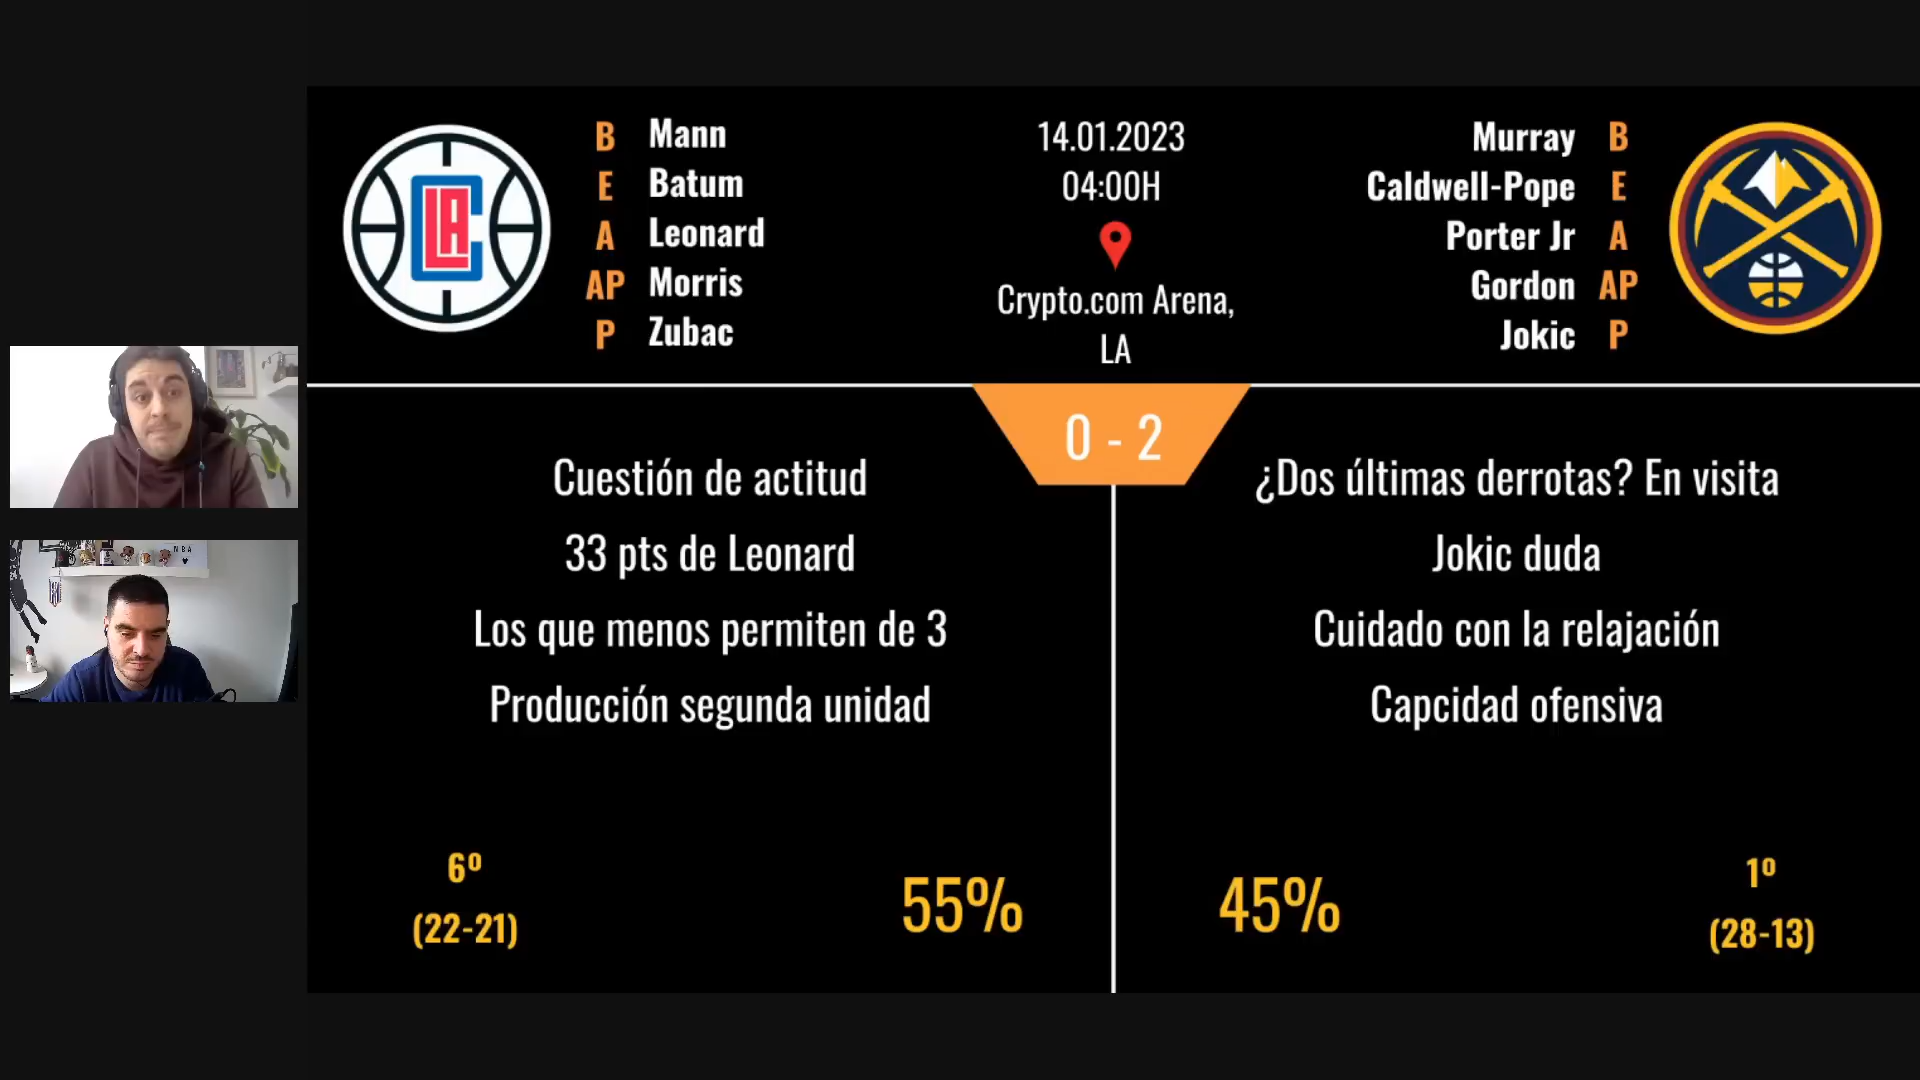 B Mann
E Batum
A Leonard
AP Morris
P Zubac
14.01.2023
04:00H
Crypto.com Arena,
LA
Murray B
Caldwell-Pope E
Porter Jr A
Gordon AP
Jokic P
LA
0 - 2
Cuestión de actitud
33 pts de Leonard
Los que menos permiten de 3
Producción segunda unidad
¿Dos últimas derrotas? En visita
Jokic duda
Cuidado con la relajación
Capcidad ofensiva
6º
(22-21)
55%
45%
1º
(28-13)
NBA